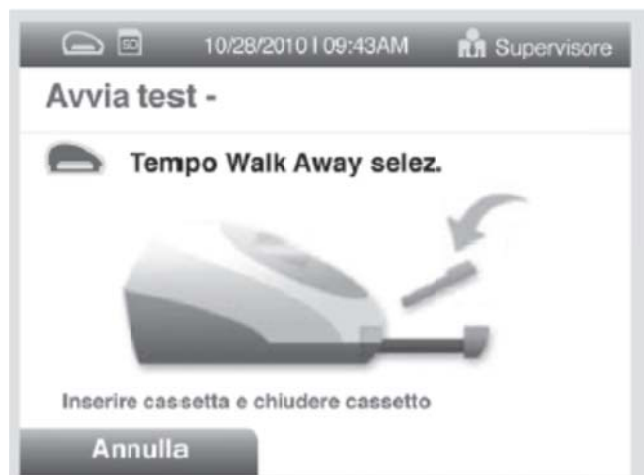 10/28/2010 | 09:43AM Supervisore
Avvia test -
Tempo Walk Away selez.
Inserire cassetta e chiudere cassetto
Annulla